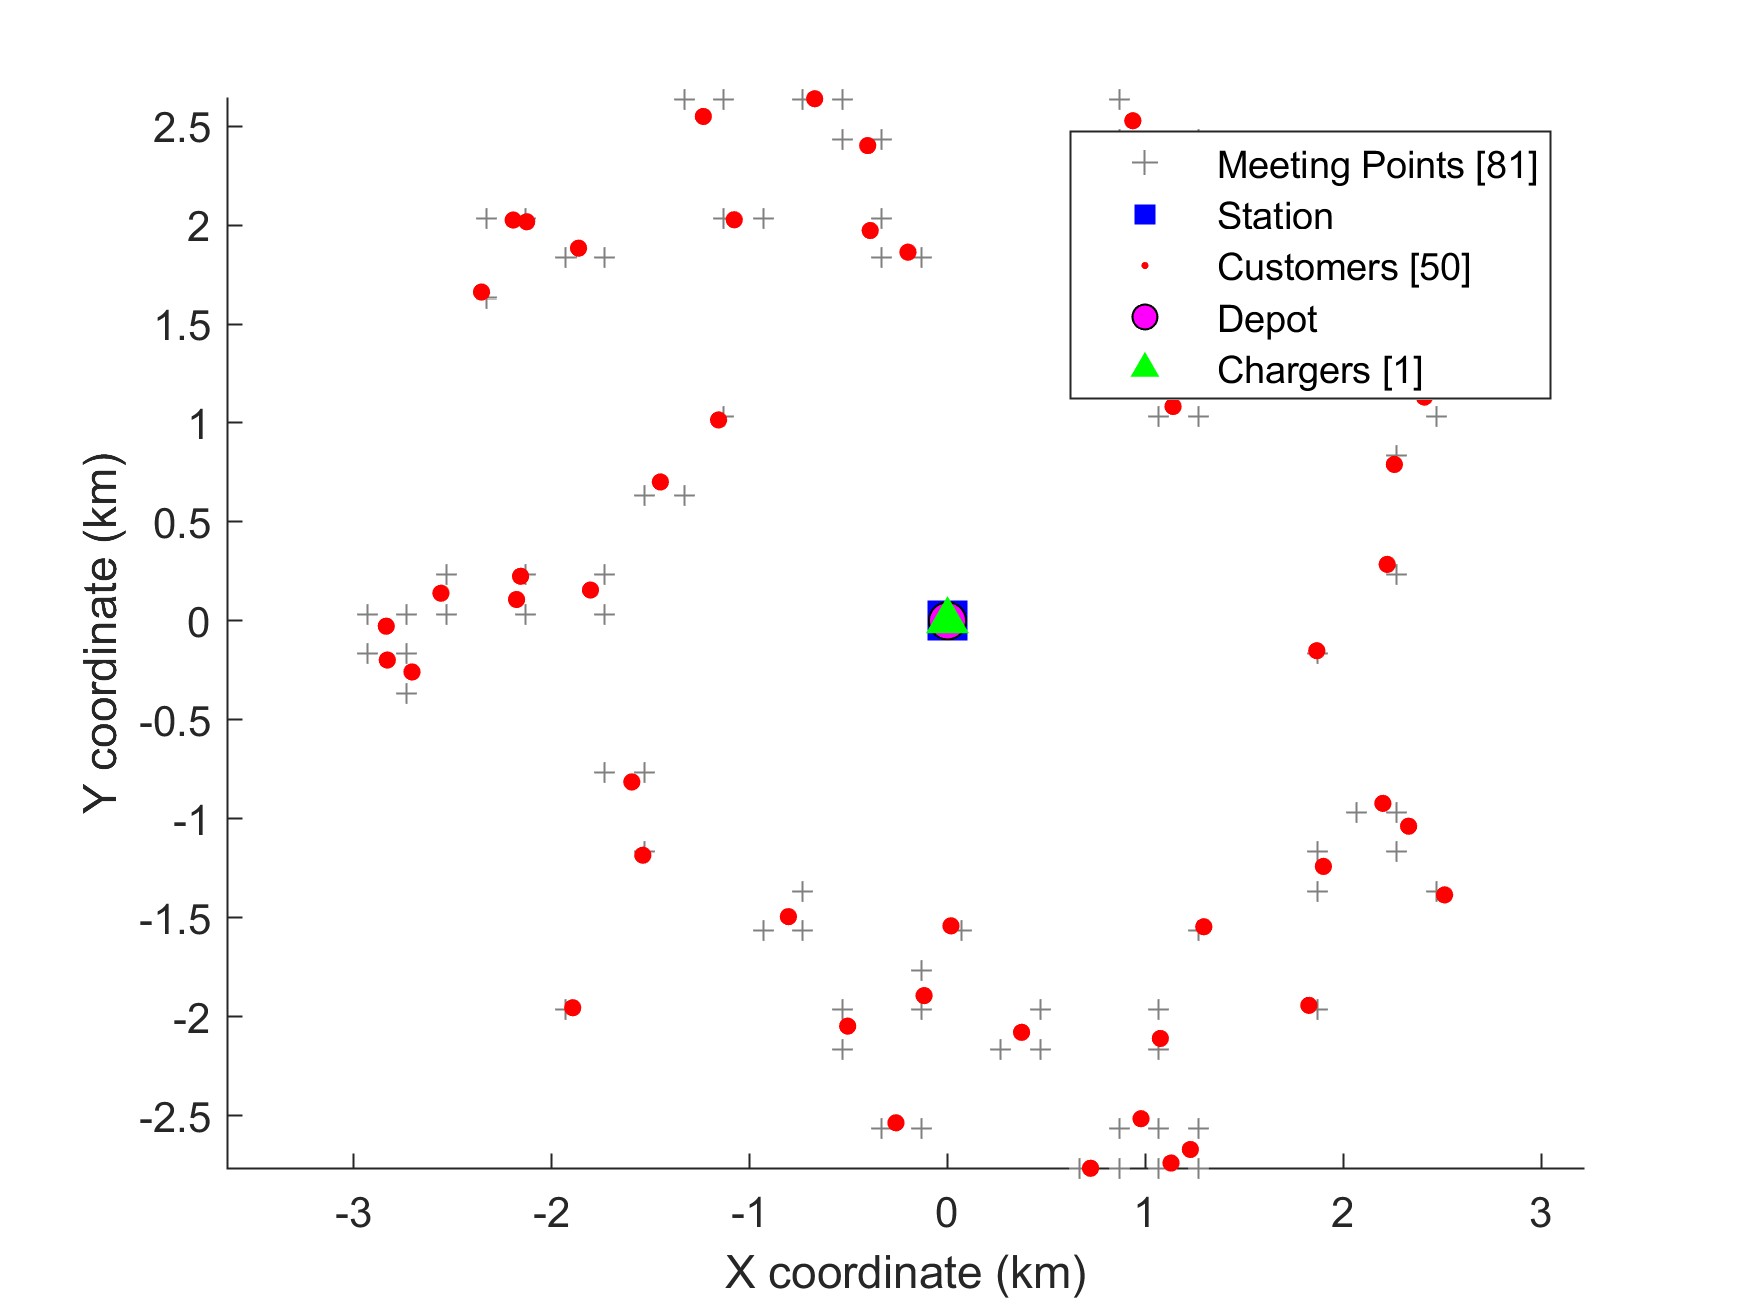 2.5
2
1.5
1
0.5
0
-0.5
-1
-1.5
-2
-2.5
Y coordinate (km)
Meeting Points [81]
Station
Customers [50]
Depot
Chargers [1]
-3
-2
-1
0
1
2
3
X coordinate (km)